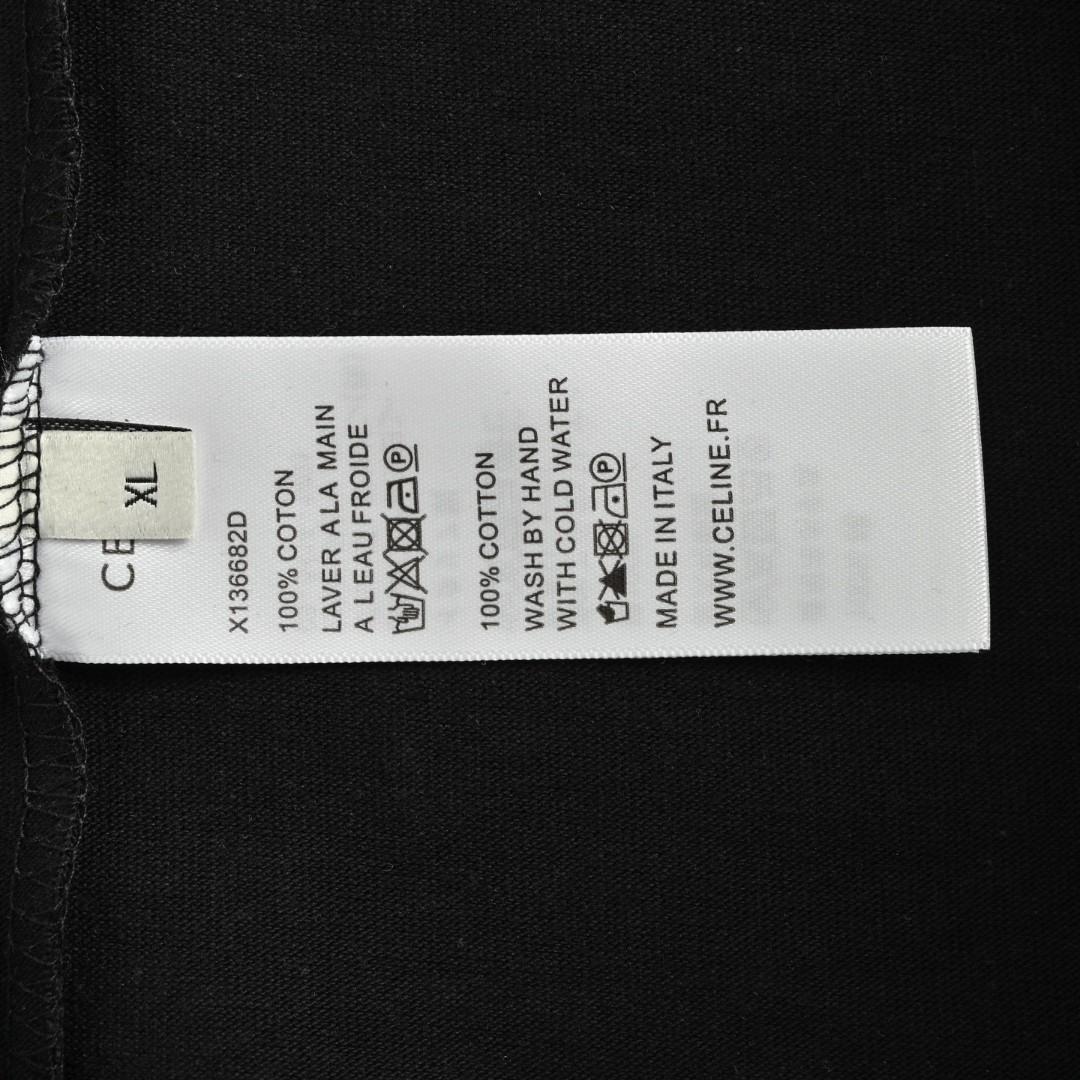 CE
XL
X136682D
100% COTON
LAVER A LA MAIN
A L EAU FROIDE
100% COTTON
WASH BY HAND
WITH COLD WATER
MADE IN ITALY
WWW.CELINE.FR